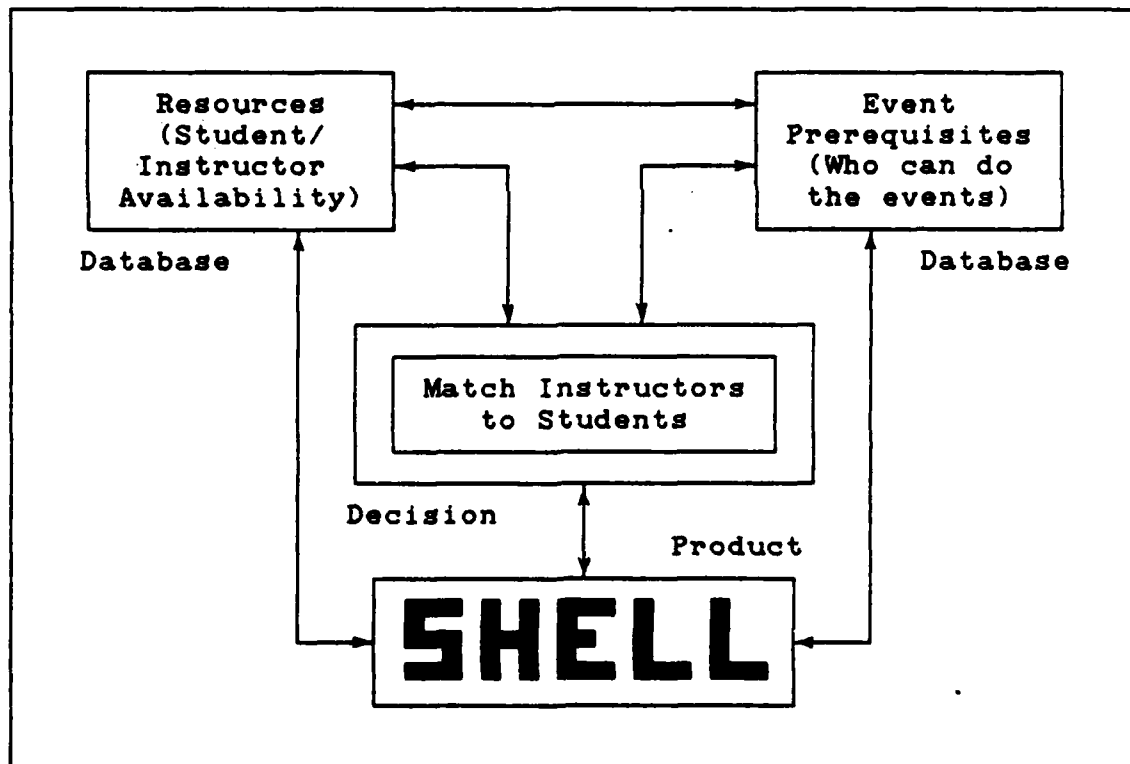 Resources
(Student/
Instructor
Availability)
Event
Prerequisites
(Who can do
the events)
Database
Database
Match Instructors
to Students
Decision
Product
SHELL